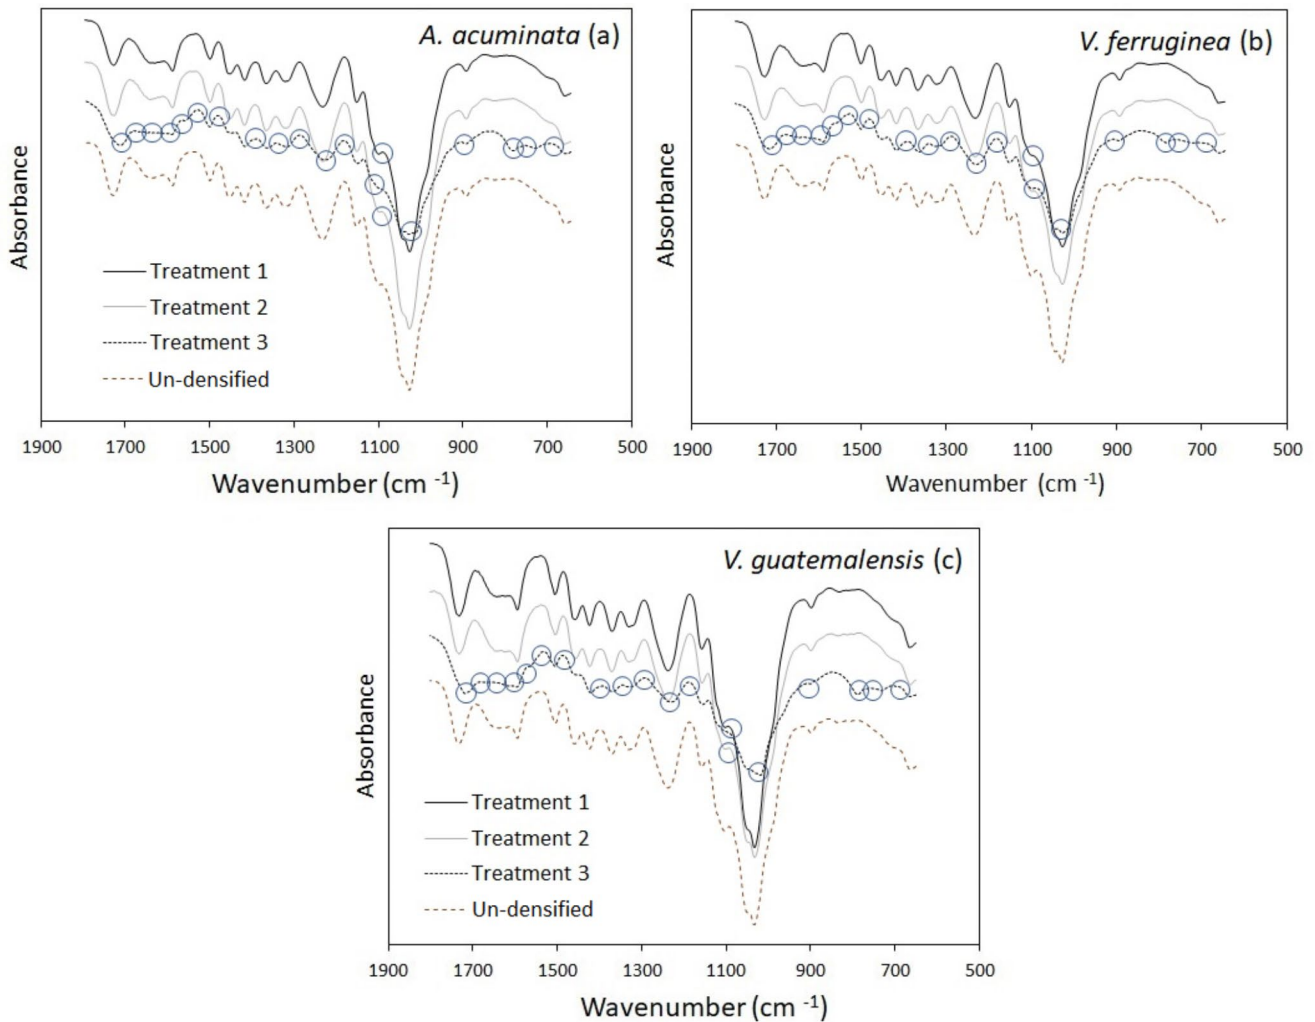 A. acuminata (a)
Absorbance
Treatment 1
Treatment 2
Treatment 3
Un-densified
1900 1700 1500 1300 1100 900 700 500
Wavenumber (cm -1)
V. ferruginea (b)
Absorbance
1900 1700 1500 1300 1100 900 700 500
Wavenumber (cm -1)
V. guatemalensis (c)
Absorbance
Treatment 1
Treatment 2
Treatment 3
Un-densified
1900 1700 1500 1300 1100 900 700 500
Wavenumber (cm -1)